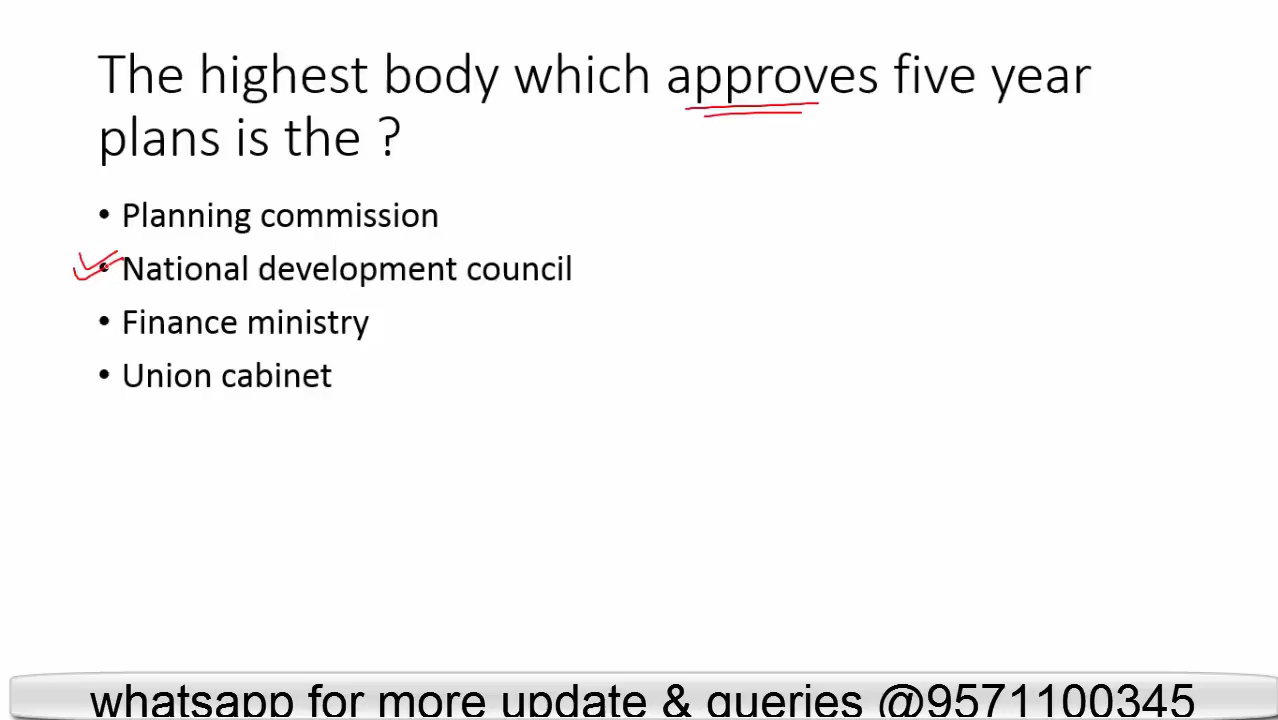 The highest body which approves five year
plans is the ?
• Planning commission
• National development council
• Finance ministry
• Union cabinet
whatsapp for more update & queries @9571100345